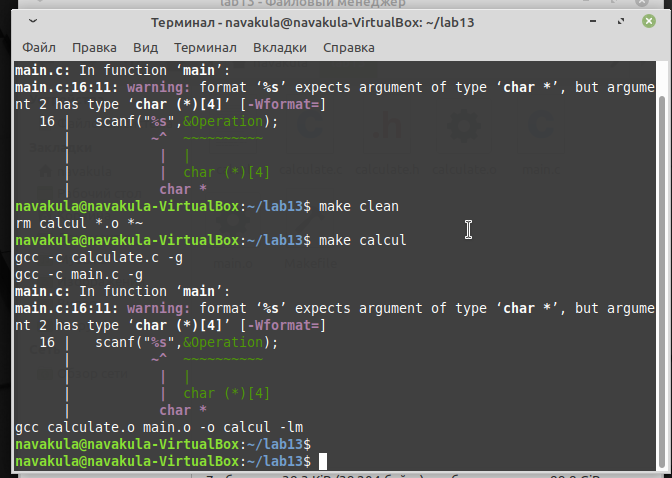 lab13 - Файловый менеджер
Терминал - navakula@navakula-VirtualBox: ~/lab13
Файл Правка Вид Терминал Вкладки Справка
main.c: In function ‘main’:
main.c:16:11: warning: format ‘%s’ expects argument of type ‘char *’, but argume
nt 2 has type ‘char (*)[4]’ [-Wformat=]
16 | scanf("%s",&Operation);
| ~^ ~~~~~~~~~~
| | |
| | char (*)[4]
| char *
navakula@navakula-VirtualBox:~/lab13$ make clean
rm calcul *.o *~
navakula@navakula-VirtualBox:~/lab13$ make calcul
gcc -c calculate.c -g
gcc -c main.c -g
main.c: In function ‘main’:
main.c:16:11: warning: format ‘%s’ expects argument of type ‘char *’, but argume
nt 2 has type ‘char (*)[4]’ [-Wformat=]
16 | scanf("%s",&Operation);
| ~^ ~~~~~~~~~~
| | |
| | char (*)[4]
| char *
gcc calculate.o main.o -o calcul -lm
navakula@navakula-VirtualBox:~/lab13$
navakula@navakula-VirtualBox:~/lab13$